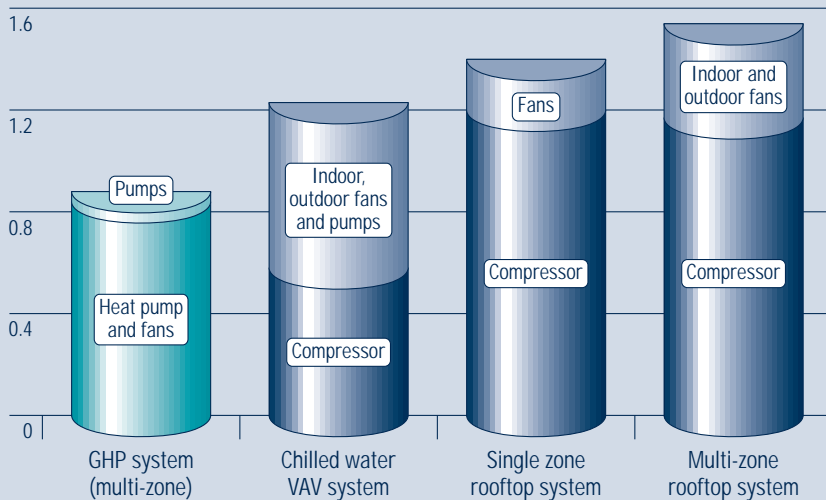 1.6
1.2
0.8
0.4
0
Pumps
Heat pump
and fans
Indoor,
outdoor fans
and pumps
Compressor
Fans
Compressor
Indoor and
outdoor fans
Compressor
GHP system
(multi-zone)
Chilled water
VAV system
Single zone
rooftop system
Multi-zone
rooftop system